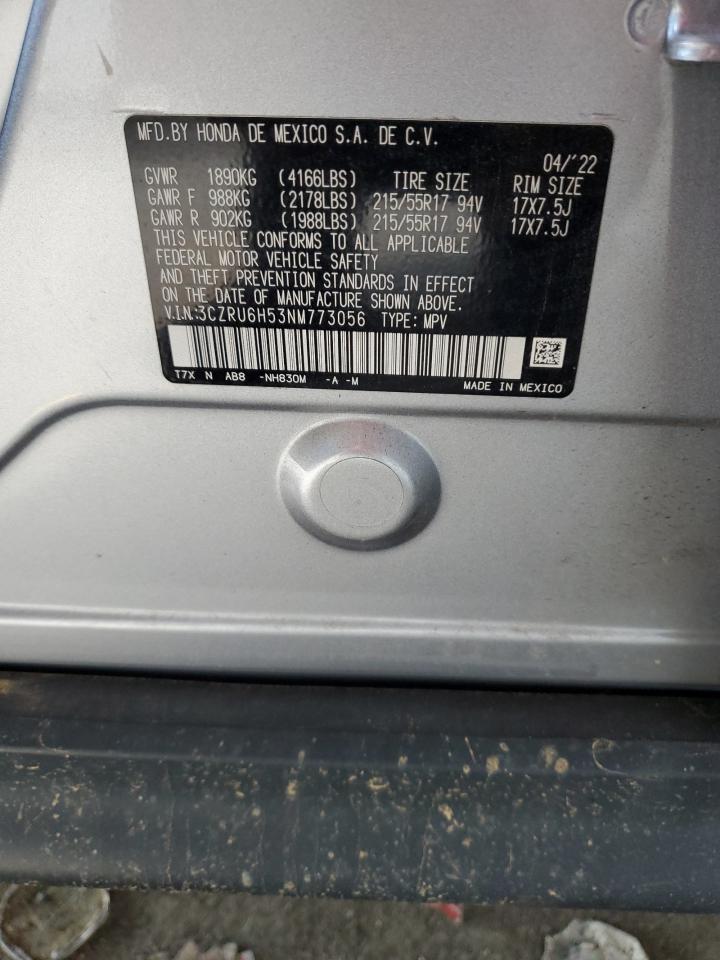 MFD.BY HONDA DE MEXICO S.A. DE C.V.
04/'22
GVWR 1890KG (4166LBS) TIRE SIZE RIM SIZE
GAWR F 988KG (2178LBS) 215/55R17 94V 17X7.5J
GAWR R 902KG (1988LBS) 215/55R17 94V 17X7.5J
THIS VEHICLE CONFORMS TO ALL APPLICABLE
FEDERAL MOTOR VEHICLE SAFETY
AND THEFT PREVENTION STANDARDS IN EFFECT
ON THE DATE OF MANUFACTURE SHOWN ABOVE.
V.I.N:3CZRU6H53NM773056 TYPE: MPV
T7X N AB8 -NH830M -A -M MADE IN MEXICO